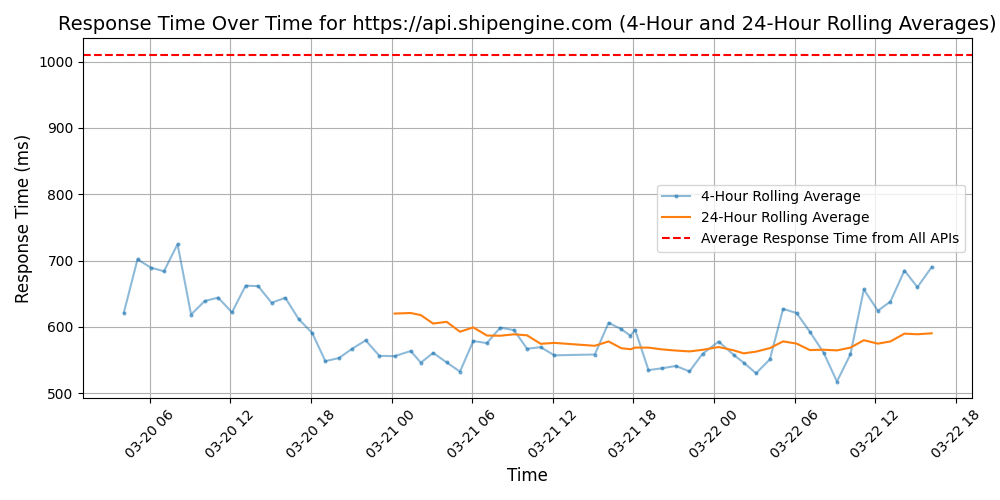 Response Time Over Time for https://api.shipengine.com (4-Hour and 24-Hour Rolling Averages)
Response Time (ms)
1000
900
800
700
600
500
4-Hour Rolling Average
24-Hour Rolling Average
Average Response Time from All APIs
03-20 06
03-20 12
03-20 18
03-21 00
03-21 06
03-21 12
03-21 18
03-22 00
03-22 06
03-22 12
03-22 18
Time